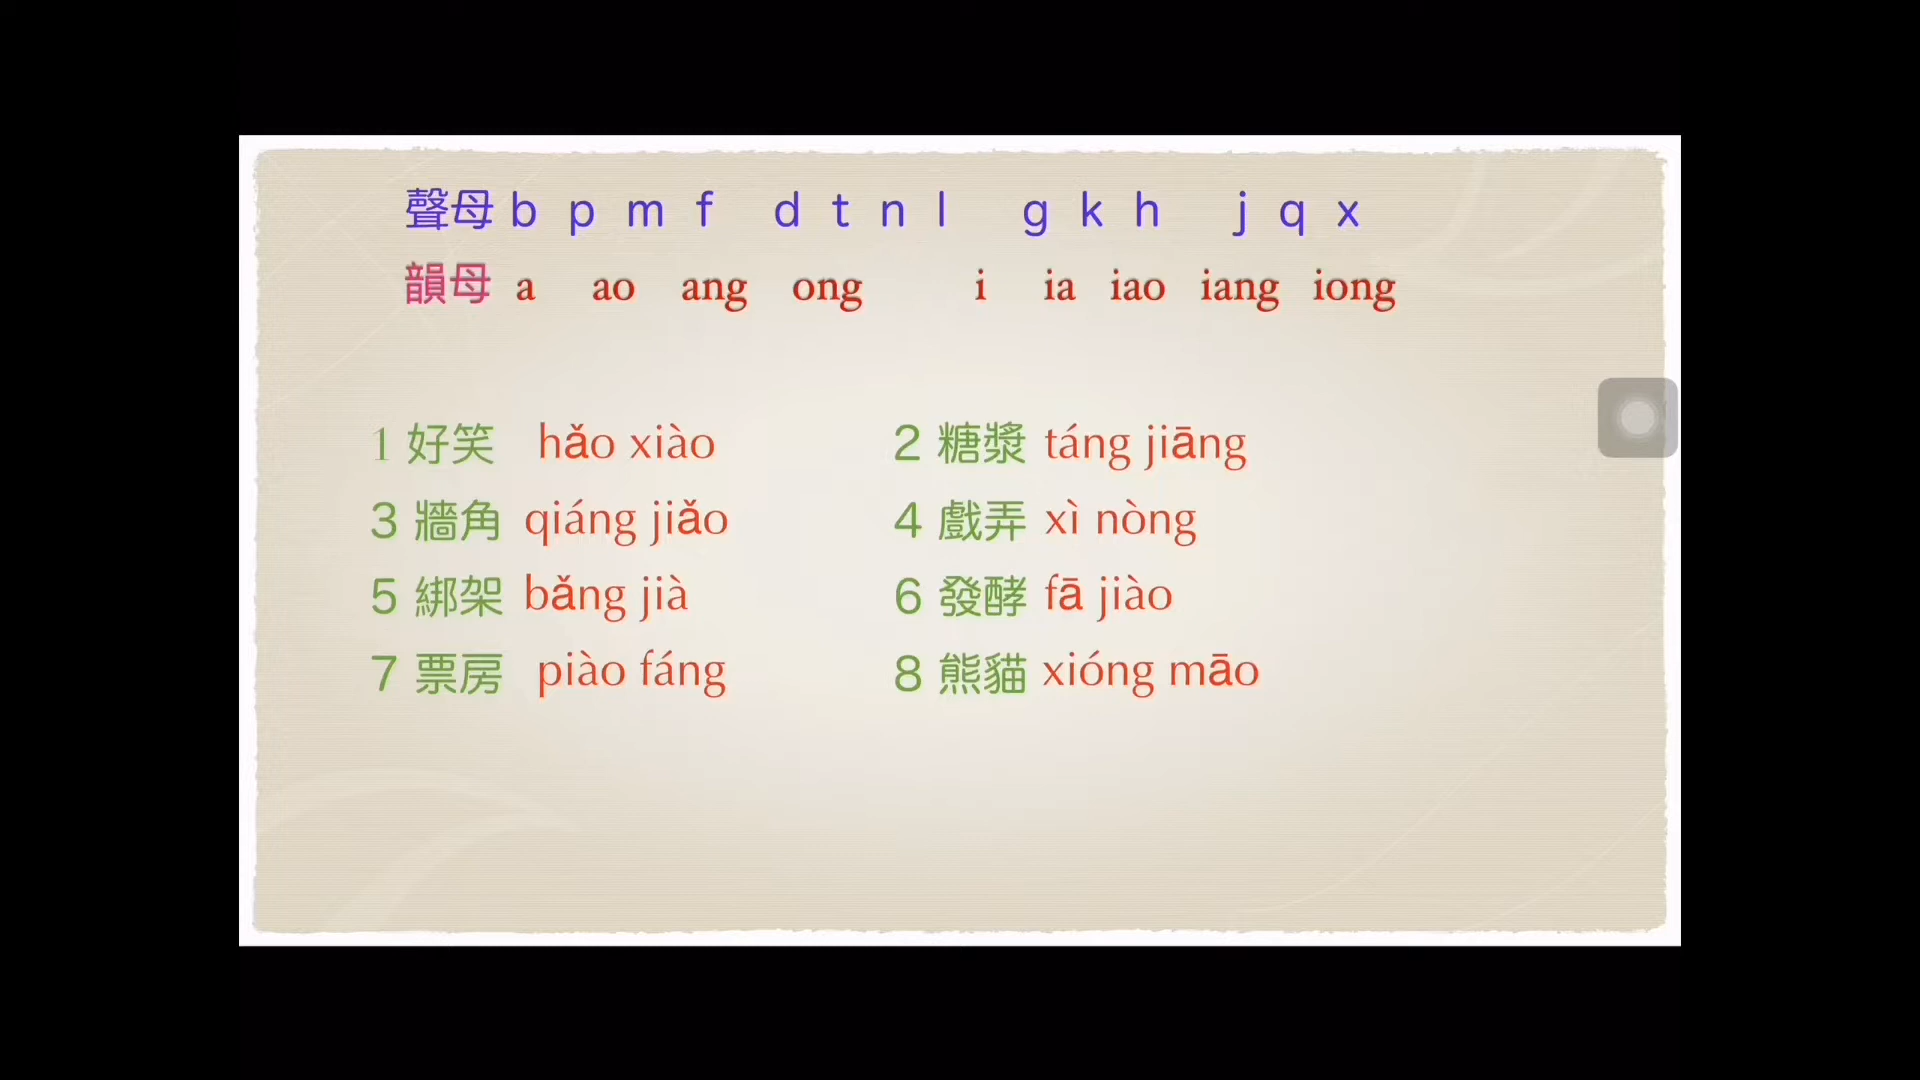 聲母 b p m f d t n l g k h j q x
韻母 a ao ang ong i ia iao iang iong
1 好笑 hǎo xiào 2 糖漿 táng jiāng
3 牆角 qiáng jiǎo 4 戲弄 xì nòng
5 綁架 bǎng jià 6 發酵 fā jiào
7 票房 piào fáng 8 熊貓 xióng māo